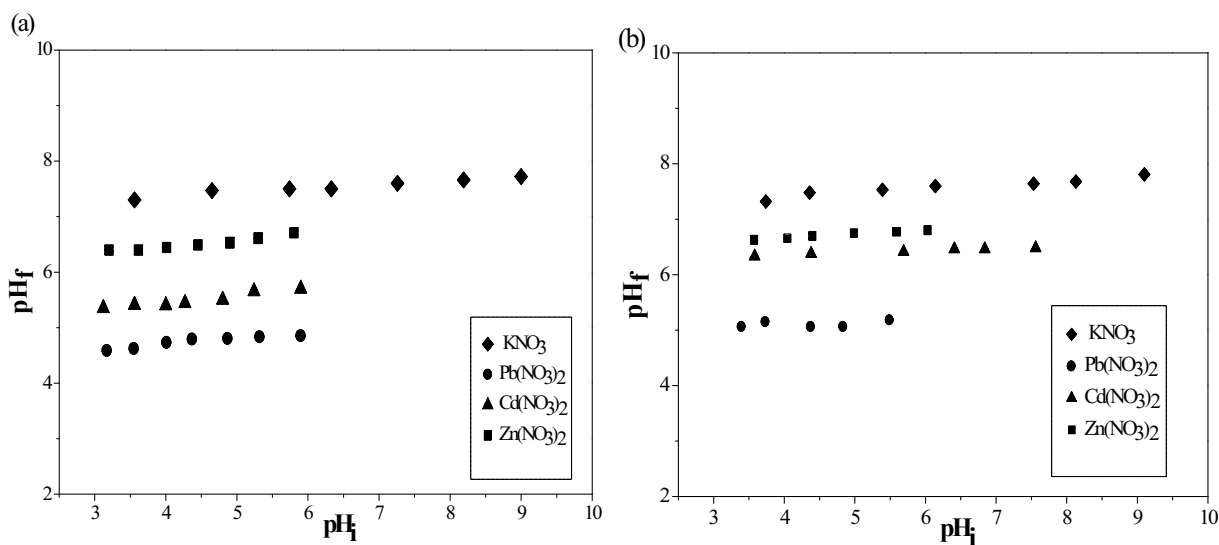 (a)
10
8
6
4
2
pHf
3 4 5 6 7 8 9 10
pHi
KNO3
Pb(NO3)2
Cd(NO3)2
Zn(NO3)2
(b)
10
8
6
4
2
pHf
3 4 5 6 7 8 9 10
pHi
KNO3
Pb(NO3)2
Cd(NO3)2
Zn(NO3)2